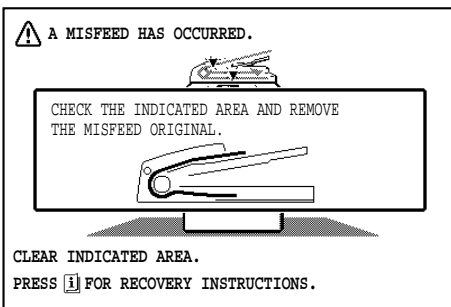 A MISFEED HAS OCCURRED.
CHECK THE INDICATED AREA AND REMOVE
THE MISFEED ORIGINAL.
CLEAR INDICATED AREA.
PRESS i FOR RECOVERY INSTRUCTIONS.